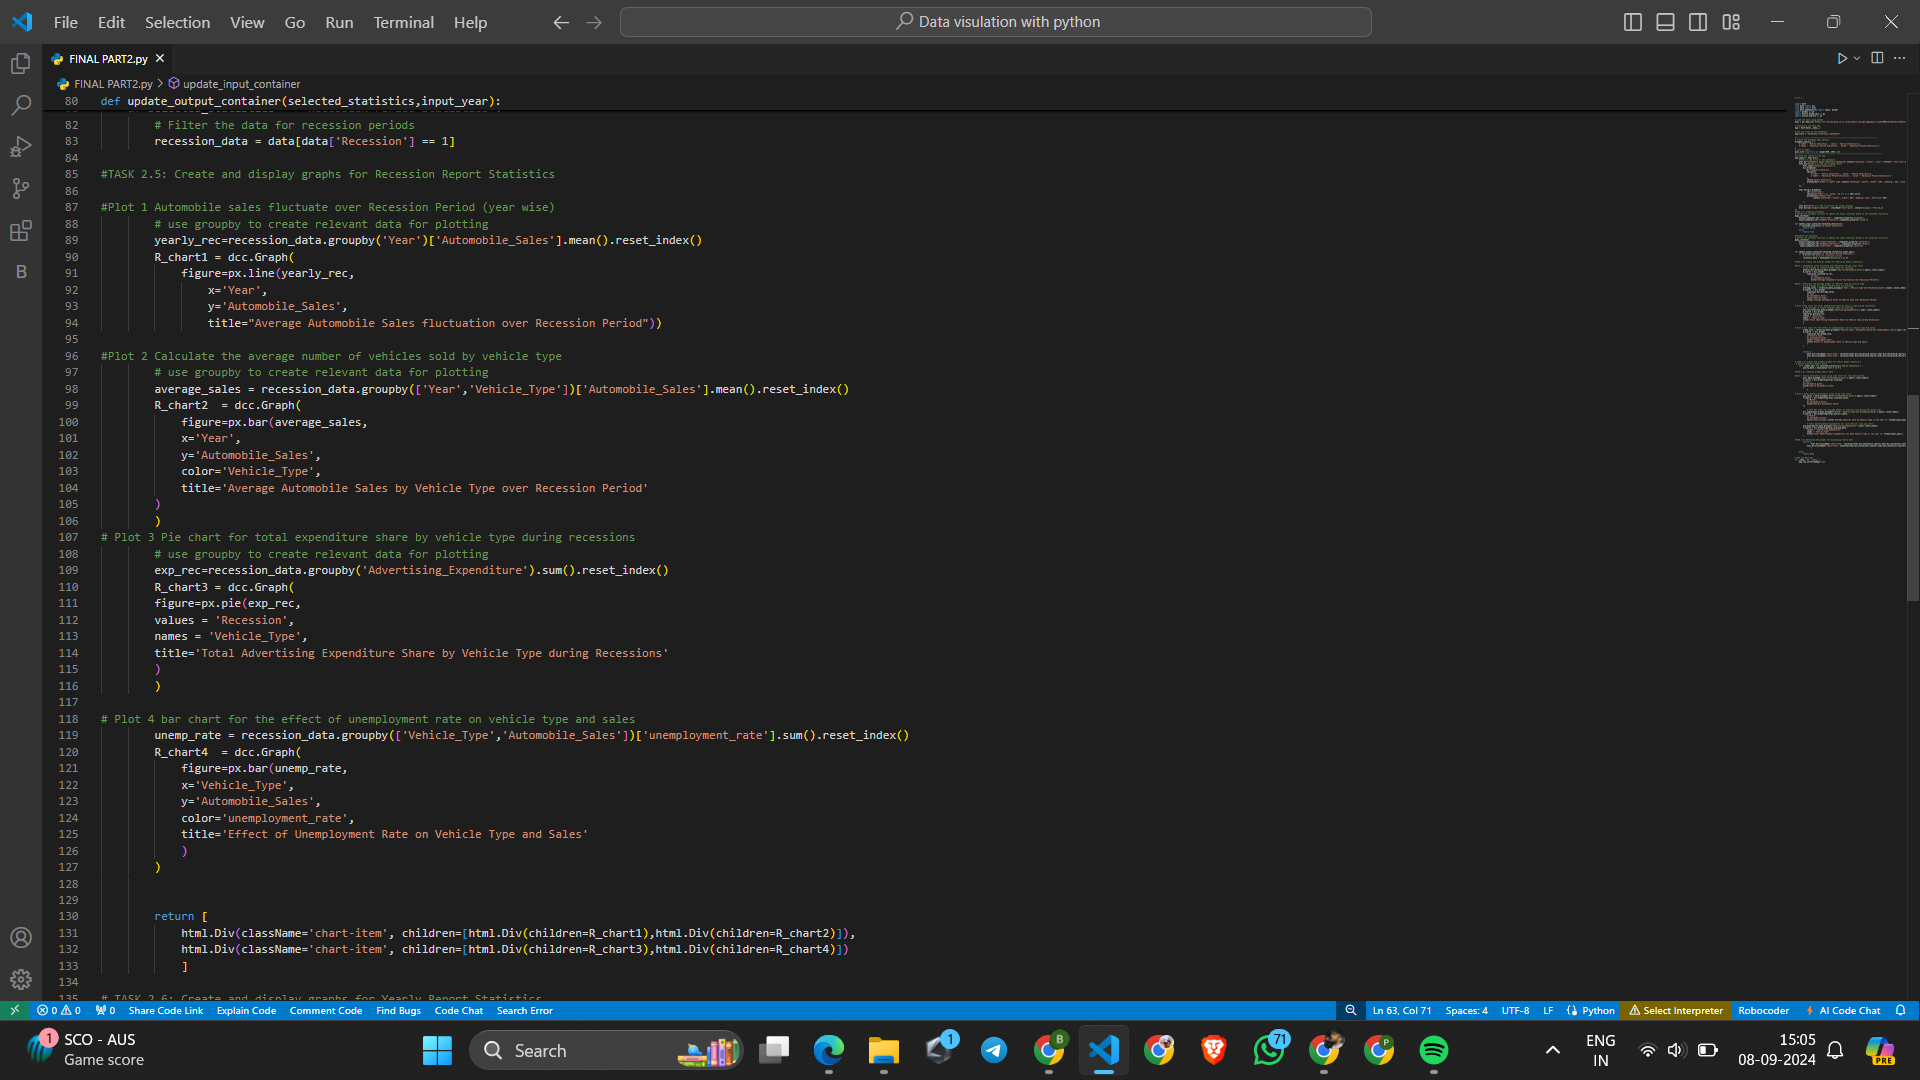 File Edit Selection View Go Run Terminal Help
Data visulation with python
FINAL PART2.py
FINAL PART2.py > update_input_container
80 def update_output_container(selected_statistics,input_year):
82 # Filter the data for recession periods
83 recession_data = data[data['Recession'] == 1]
84
85 #TASK 2.5: Create and display graphs for Recession Report Statistics
86
87 #Plot 1 Automobile sales fluctuate over Recession Period (year wise)
88 # use groupby to create relevant data for plotting
89 yearly_rec=recession_data.groupby('Year')['Automobile_Sales'].mean().reset_index()
90 R_chart1 = dcc.Graph(
91 figure=px.line(yearly_rec,
92 x='Year',
93 y='Automobile_Sales',
94 title="Average Automobile Sales fluctuation over Recession Period"))
95
96 #Plot 2 Calculate the average number of vehicles sold by vehicle type
97 # use groupby to create relevant data for plotting
98 average_sales = recession_data.groupby(['Year','Vehicle_Type'])['Automobile_Sales'].mean().reset_index()
99 R_chart2  = dcc.Graph(
100 figure=px.bar(average_sales,
101 x='Year',
102 y='Automobile_Sales',
103 color='Vehicle_Type',
104 title='Average Automobile Sales by Vehicle Type over Recession Period'
105 )
106 )
107 # Plot 3 Pie chart for total expenditure share by vehicle type during recessions
108 # use groupby to create relevant data for plotting
109 exp_rec=recession_data.groupby('Advertising_Expenditure').sum().reset_index()
110 R_chart3 = dcc.Graph(
111 figure=px.pie(exp_rec,
112 values = 'Recession',
113 names = 'Vehicle_Type',
114 title='Total Advertising Expenditure Share by Vehicle Type during Recessions'
115 )
116 )
117
118 # Plot 4 bar chart for the effect of unemployment rate on vehicle type and sales
119 unemp_rate = recession_data.groupby(['Vehicle_Type','Automobile_Sales'])['unemployment_rate'].sum().reset_index()
120 R_chart4  = dcc.Graph(
121 figure=px.bar(unemp_rate,
122 x='Vehicle_Type',
123 y='Automobile_Sales',
124 color='unemployment_rate',
125 title='Effect of Unemployment Rate on Vehicle Type and Sales'
126 )
127 )
128
129
130 return [
131 html.Div(className='chart-item', children=[html.Div(children=R_chart1),html.Div(children=R_chart2)]),
132 html.Div(className='chart-item', children=[html.Div(children=R_chart3),html.Div(children=R_chart4)])
133 ]
134
135 # TASK 2.6: Create and display graphs for Yearly Report Statistics
0 0 0 Share Code Link Explain Code Comment Code Find Bugs Code Chat Search Error Ln 63, Col 71 Spaces: 4 UTF-8 LF Python Select Interpreter Robocoder AI Code Chat
1 SCO - AUS
Game score
Search
1
B
71
P
ENG
IN
15:05
08-09-2024
PRE